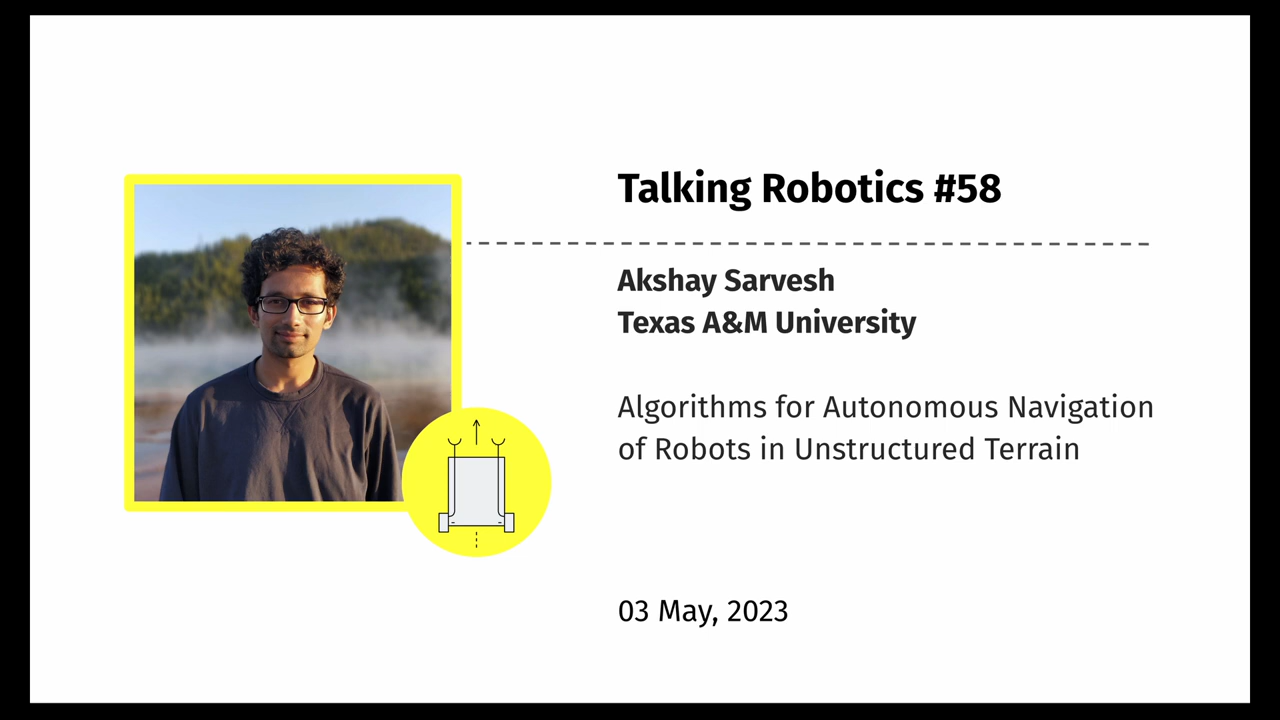 Talking Robotics #58
Akshay Sarvesh
Texas A&M University
Algorithms for Autonomous Navigation
of Robots in Unstructured Terrain
03 May, 2023